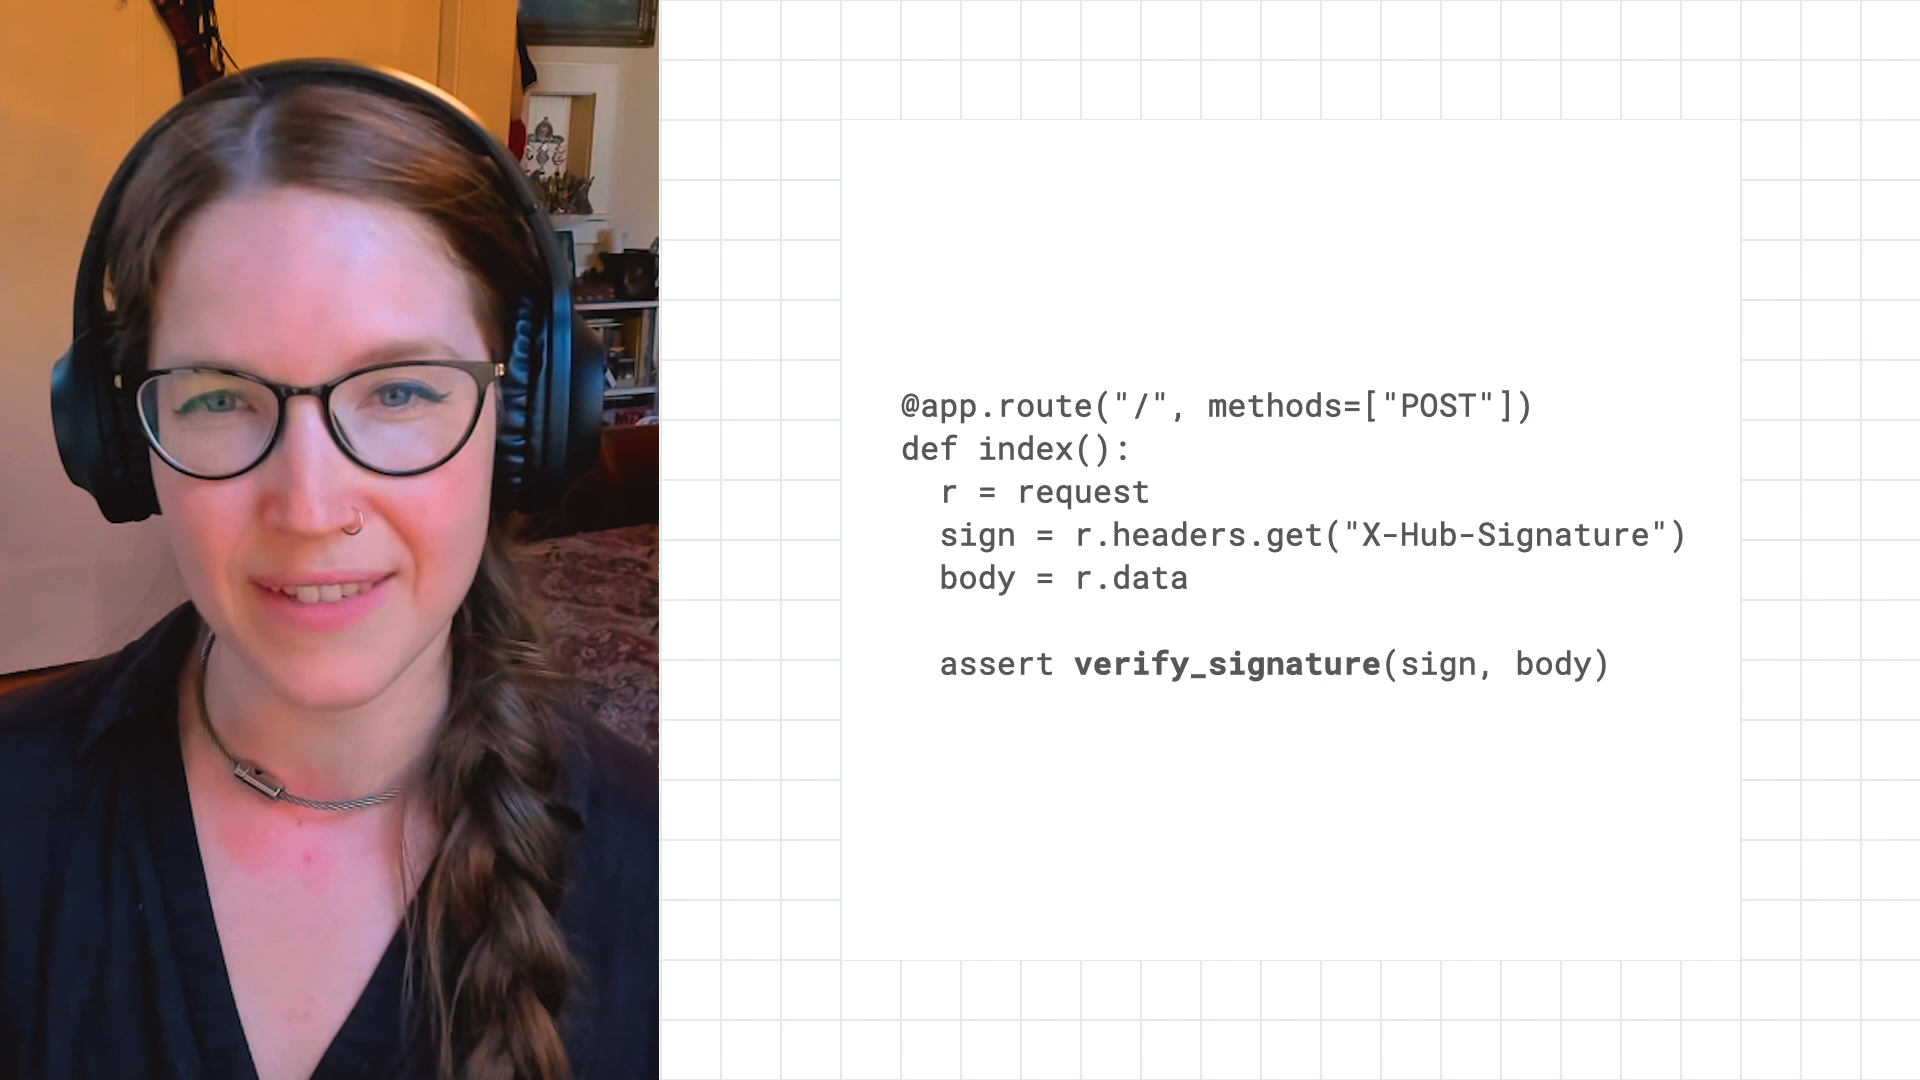 @app.route("/", methods=["POST"])
def index():
  r = request
  sign = r.headers.get("X-Hub-Signature")
  body = r.data

  assert verify_signature(sign, body)